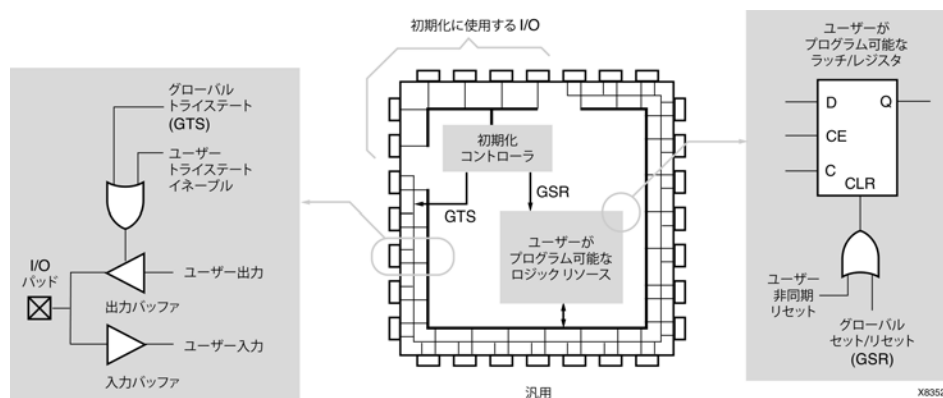 初期化に使用する I/O
グローバル
トライステート
(GTS)
ユーザー
トライステート
イネーブル
I/O
パッド
ユーザー出力
出力バッファ
ユーザー入力
入力バッファ
初期化
コントローラ
GTS
GSR
ユーザーが
プログラム可能な
ロジック リソース
汎用
ユーザーが
プログラム可能な
ラッチ/レジスタ
D
Q
CE
C
CLR
ユーザー
非同期
リセット
グローバル
セット/リセット
(GSR)
X8352